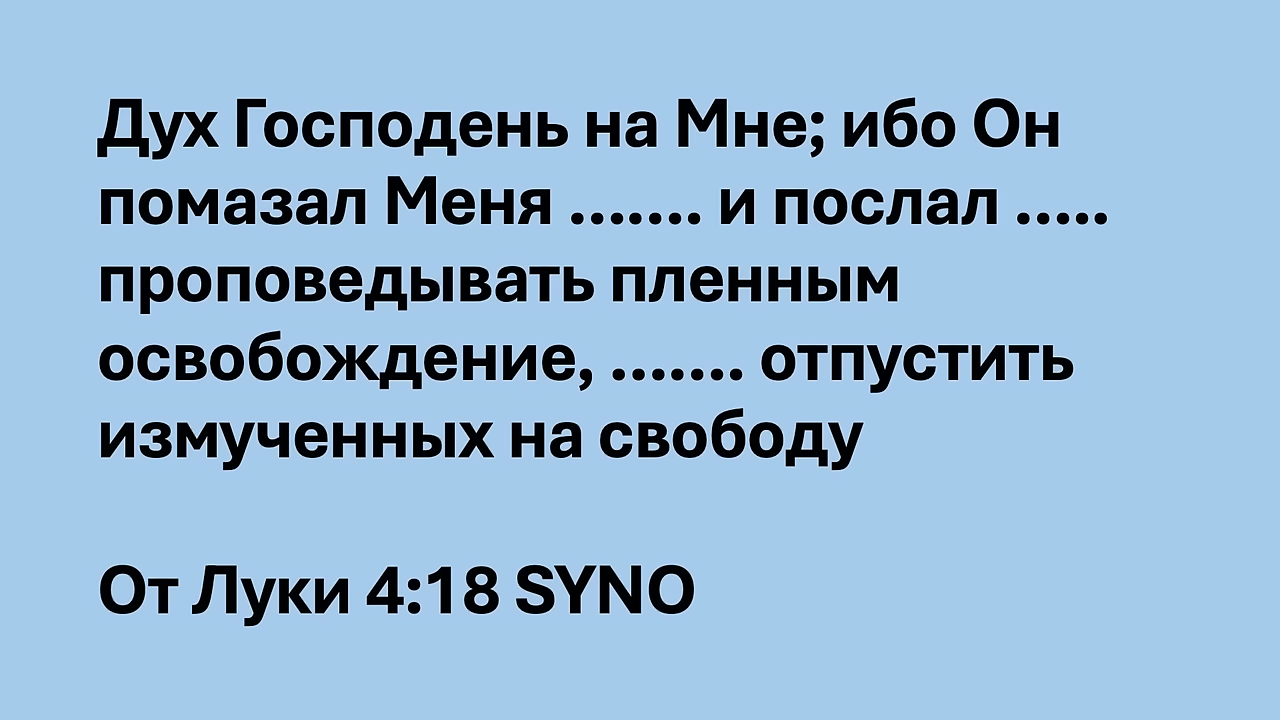 Дух Господень на Мне; ибо Он
помазал Меня ....... и послал .....
проповедывать пленным
освобождение, ....... отпустить
измученных на свободу
От Луки 4:18 SYNO